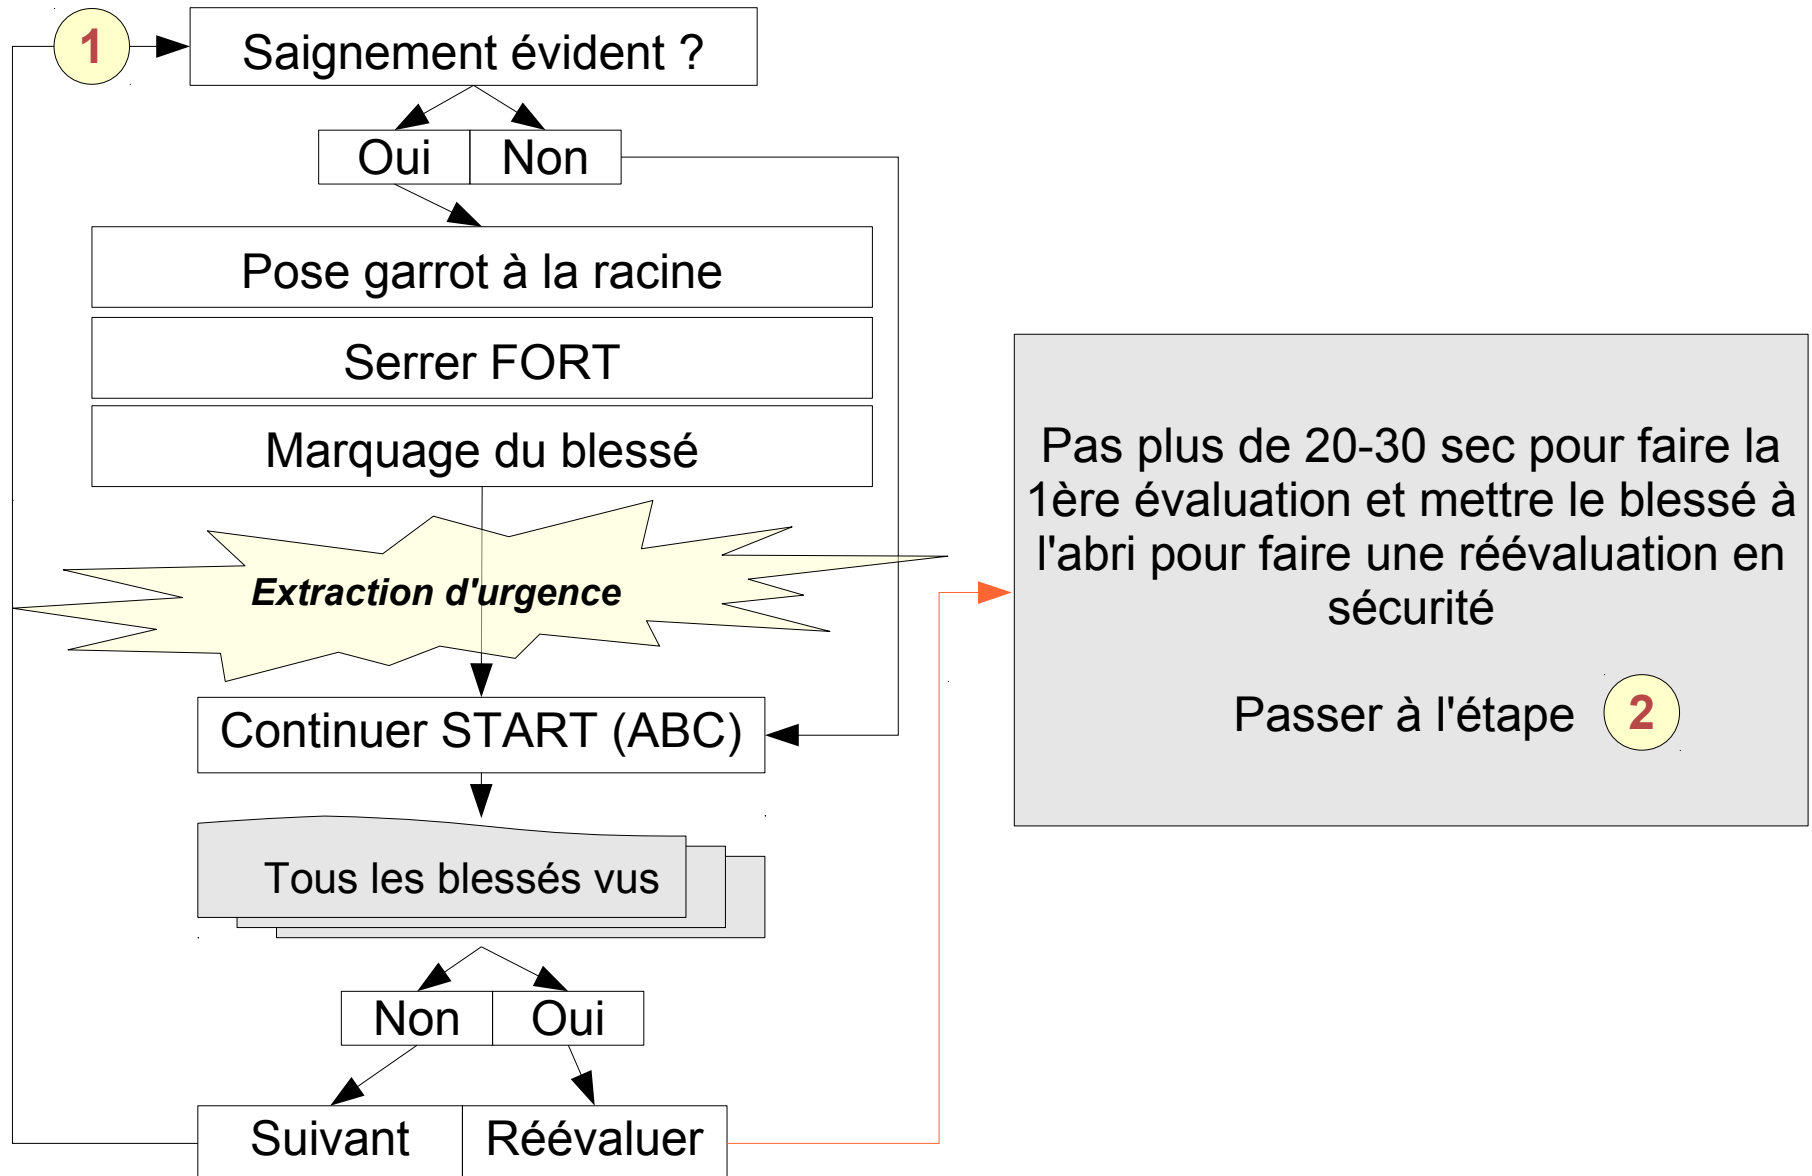 1
Saignement évident ?
Oui
Non
Pose garrot à la racine
Serrer FORT
Marquage du blessé
Extraction d'urgence
Continuer START (ABC)
Tous les blessés vus
Non
Oui
Suivant
Réévaluer
Pas plus de 20-30 sec pour faire la
1ère évaluation et mettre le blessé à
l'abri pour faire une réévaluation en
sécurité
Passer à l'étape 2